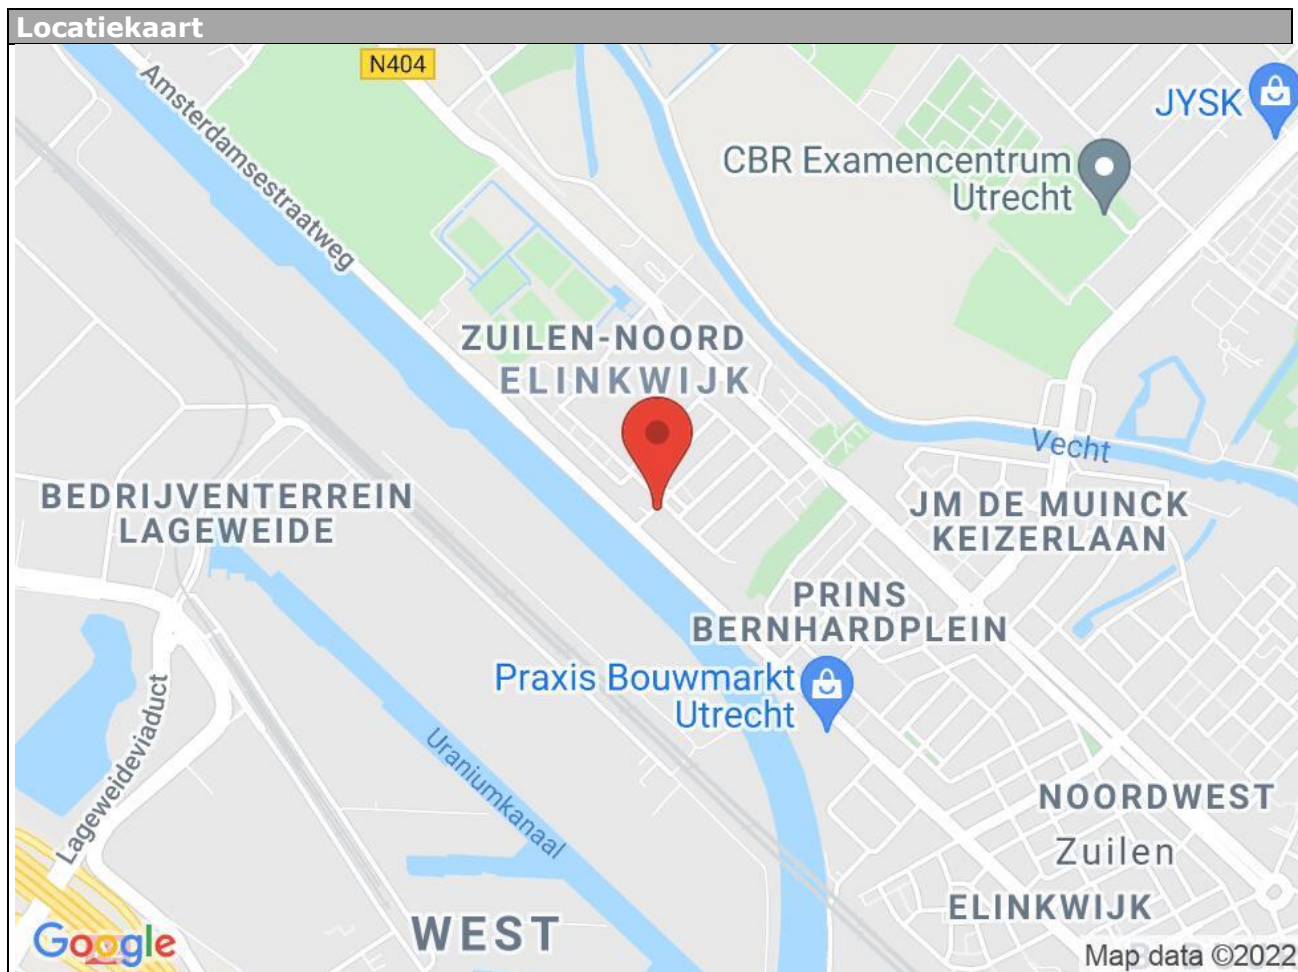 Locatiekaart
N404
Amsterdamsestraatweg
JYSK
CBR Examencentrum
Utrecht
ZUILEN-NOORD
ELINKWIJK
Vecht
BEDRIJVENTERREIN
LAGEWEIDE
JM DE MUINCK
KEIZERLAAN
PRINS
BERNHARDPLEIN
Praxis Bouwmarkt
Utrecht
Lageweideviaduct
Uraniumkanaal
NOORDWEST
Zuilen
ELINKWIJK
WEST
Google
Map data ©2022